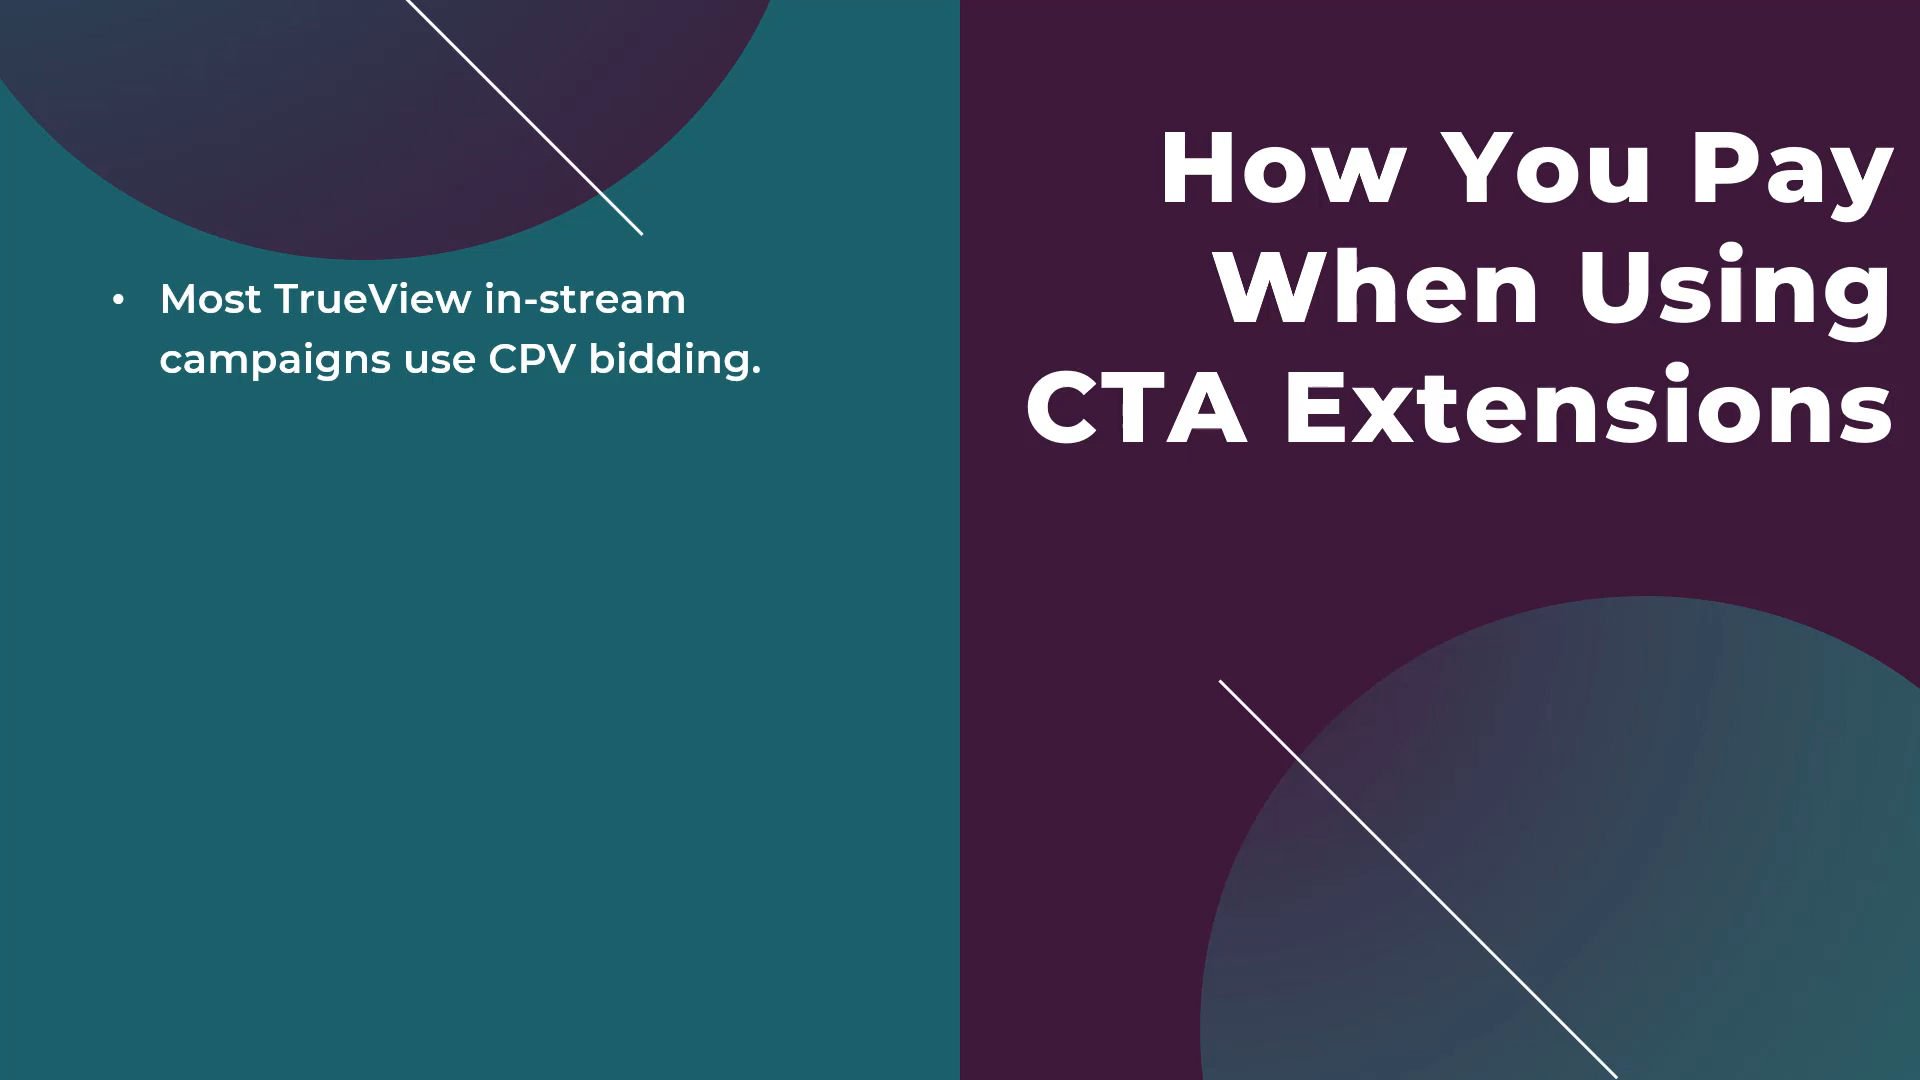 How You Pay
When Using
CTA Extensions
• Most TrueView in-stream
campaigns use CPV bidding.